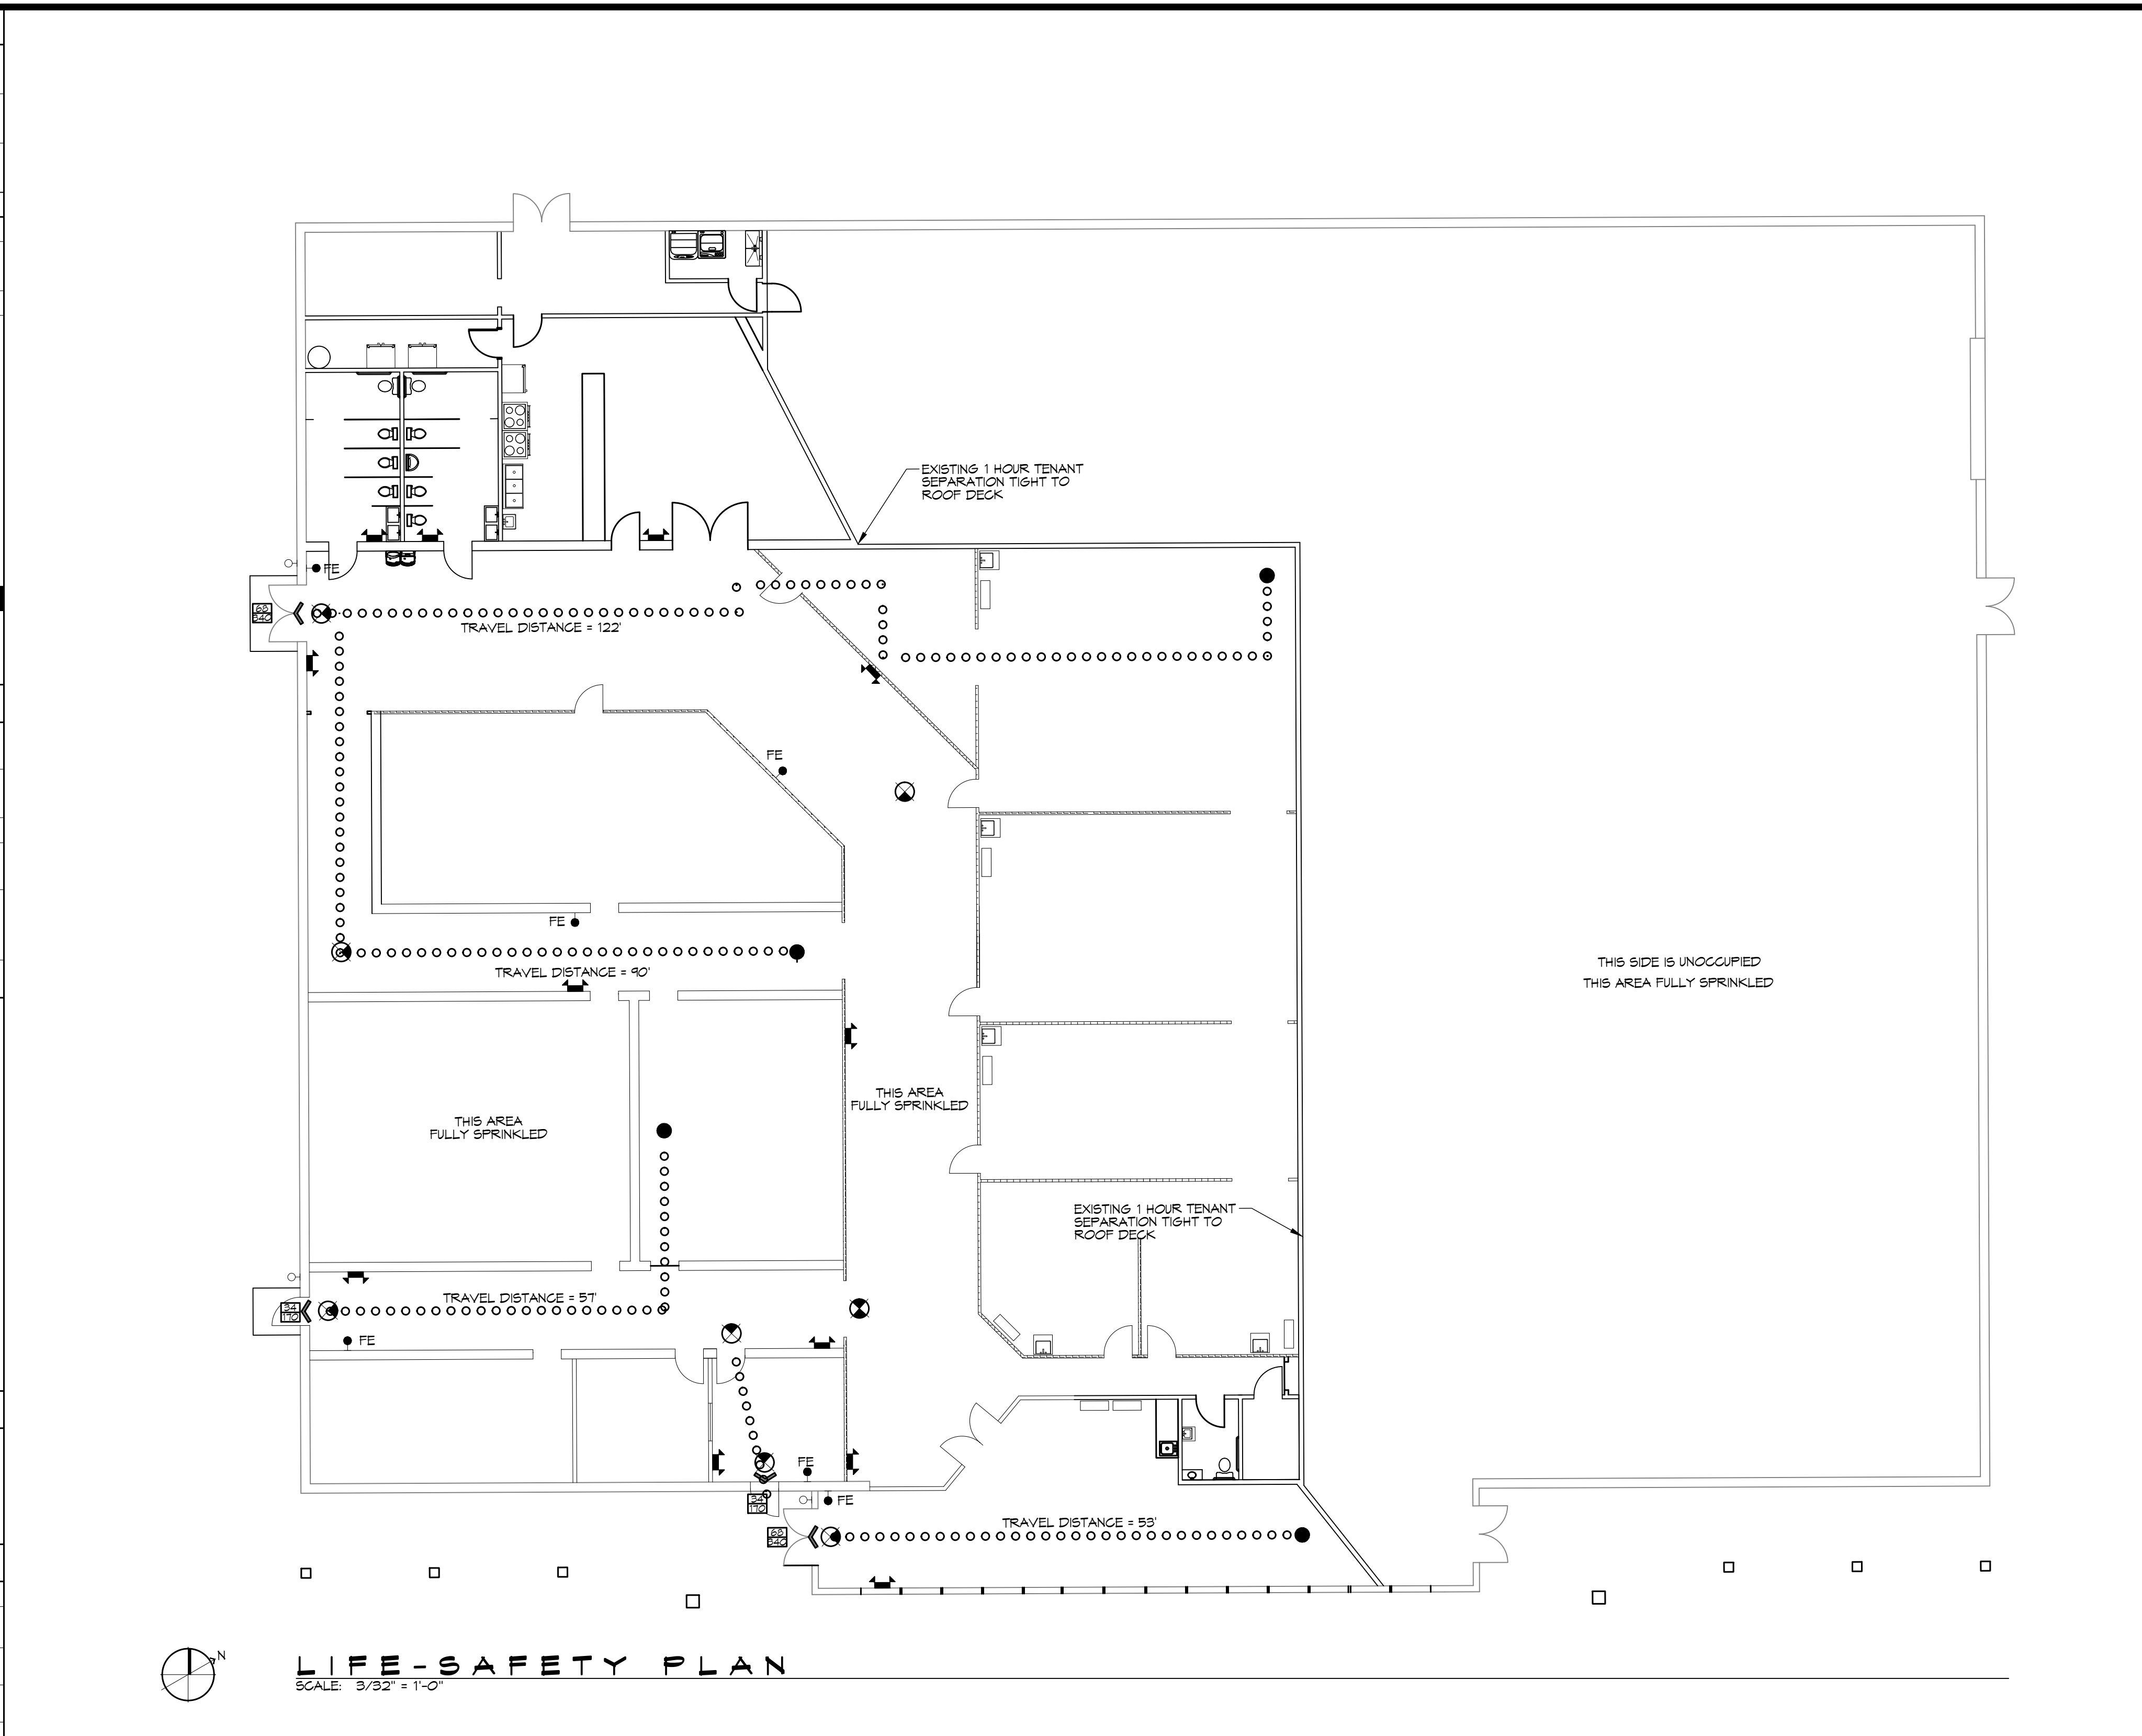 EXISTING 1 HOUR TENANT
SEPARATION TIGHT TO
ROOF DECK
FE
68
340
TRAVEL DISTANCE = 122'
FE
FE
TRAVEL DISTANCE = 90'
THIS SIDE IS UNOCCUPIED
THIS AREA FULLY SPRINKLED
THIS AREA
FULLY SPRINKLED
THIS AREA
FULLY SPRINKLED
EXISTING 1 HOUR TENANT
SEPARATION TIGHT TO
ROOF DECK
34
170
TRAVEL DISTANCE = 57'
FE
FE
34
170
FE
68
340
TRAVEL DISTANCE = 53'
N
LIFE-SAFETY PLAN
SCALE: 3/32" = 1'-0"